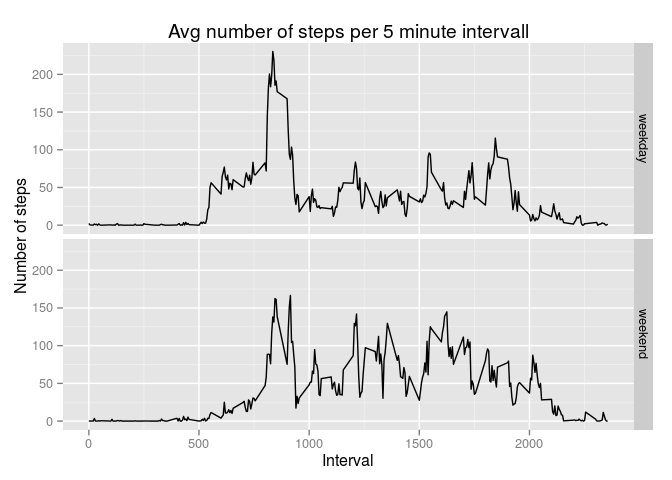 Avg number of steps per 5 minute intervall
Number of steps
200
150
100
50
0
weekday
200
150
100
50
0
weekend
0 500 1000 1500 2000
Interval